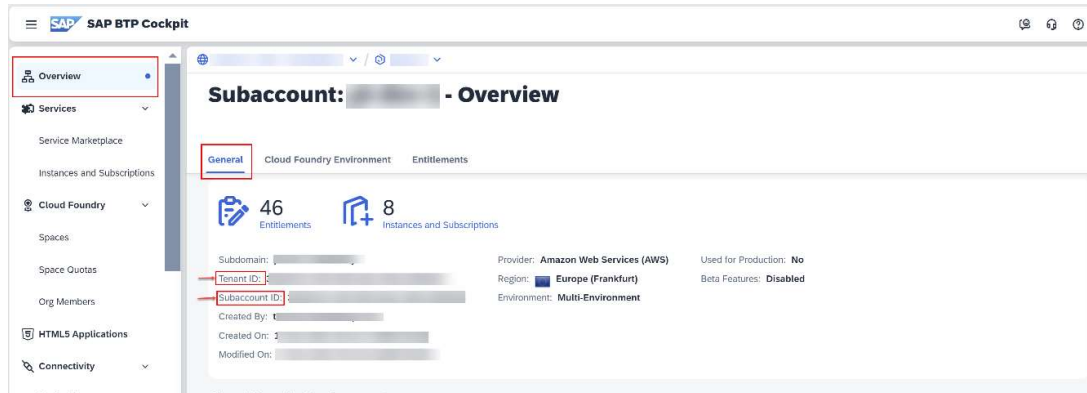 SAP SAP BTP Cockpit
Overview
Services
Service Marketplace
Instances and Subscriptions
Cloud Foundry
Spaces
Space Quotas
Org Members
HTML5 Applications
Connectivity
/
Subaccount: - Overview
General Cloud Foundry Environment Entitlements
46 Entitlements
8 Instances and Subscriptions
Subdomain:
Tenant ID:
Subaccount ID:
Created By:
Created On:
Modified On:
Provider: Amazon Web Services (AWS)
Region: Europe (Frankfurt)
Environment: Multi-Environment
Used for Production: No
Beta Features: Disabled